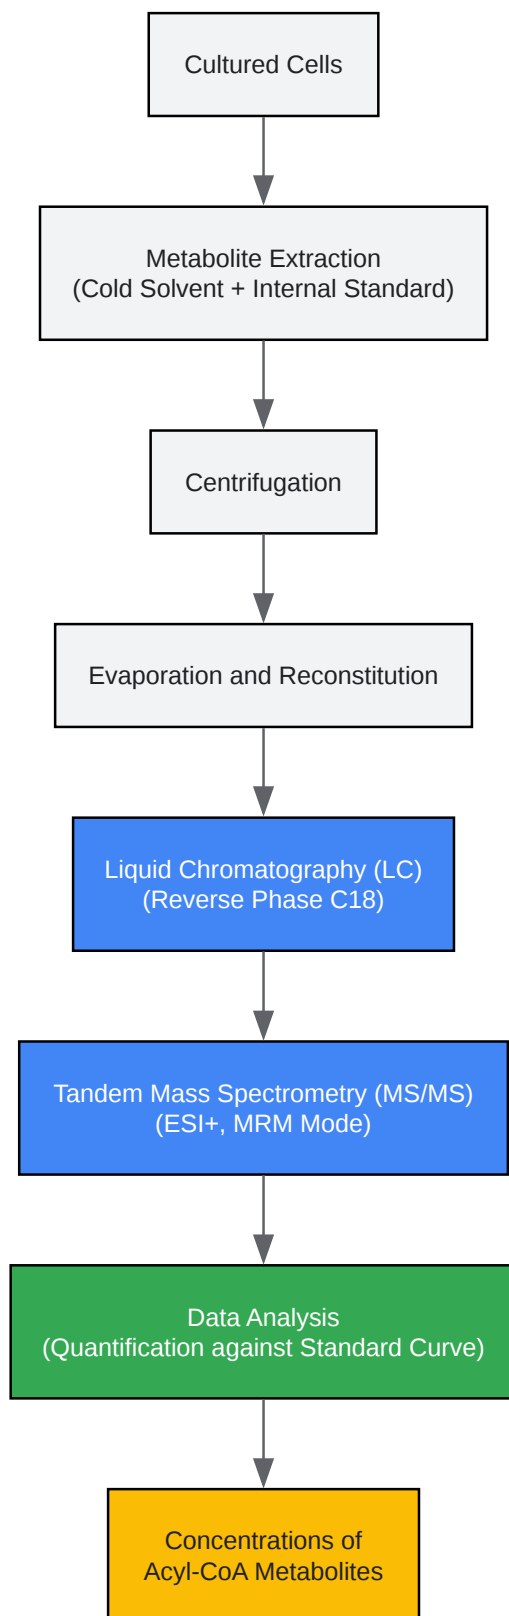 Cultured Cells
Metabolite Extraction
(Cold Solvent + Internal Standard)
Centrifugation
Evaporation and Reconstitution
Liquid Chromatography (LC)
(Reverse Phase C18)
Tandem Mass Spectrometry (MS/MS)
(ESI+, MRM Mode)
Data Analysis
(Quantification against Standard Curve)
Concentrations of
Acyl-CoA Metabolites